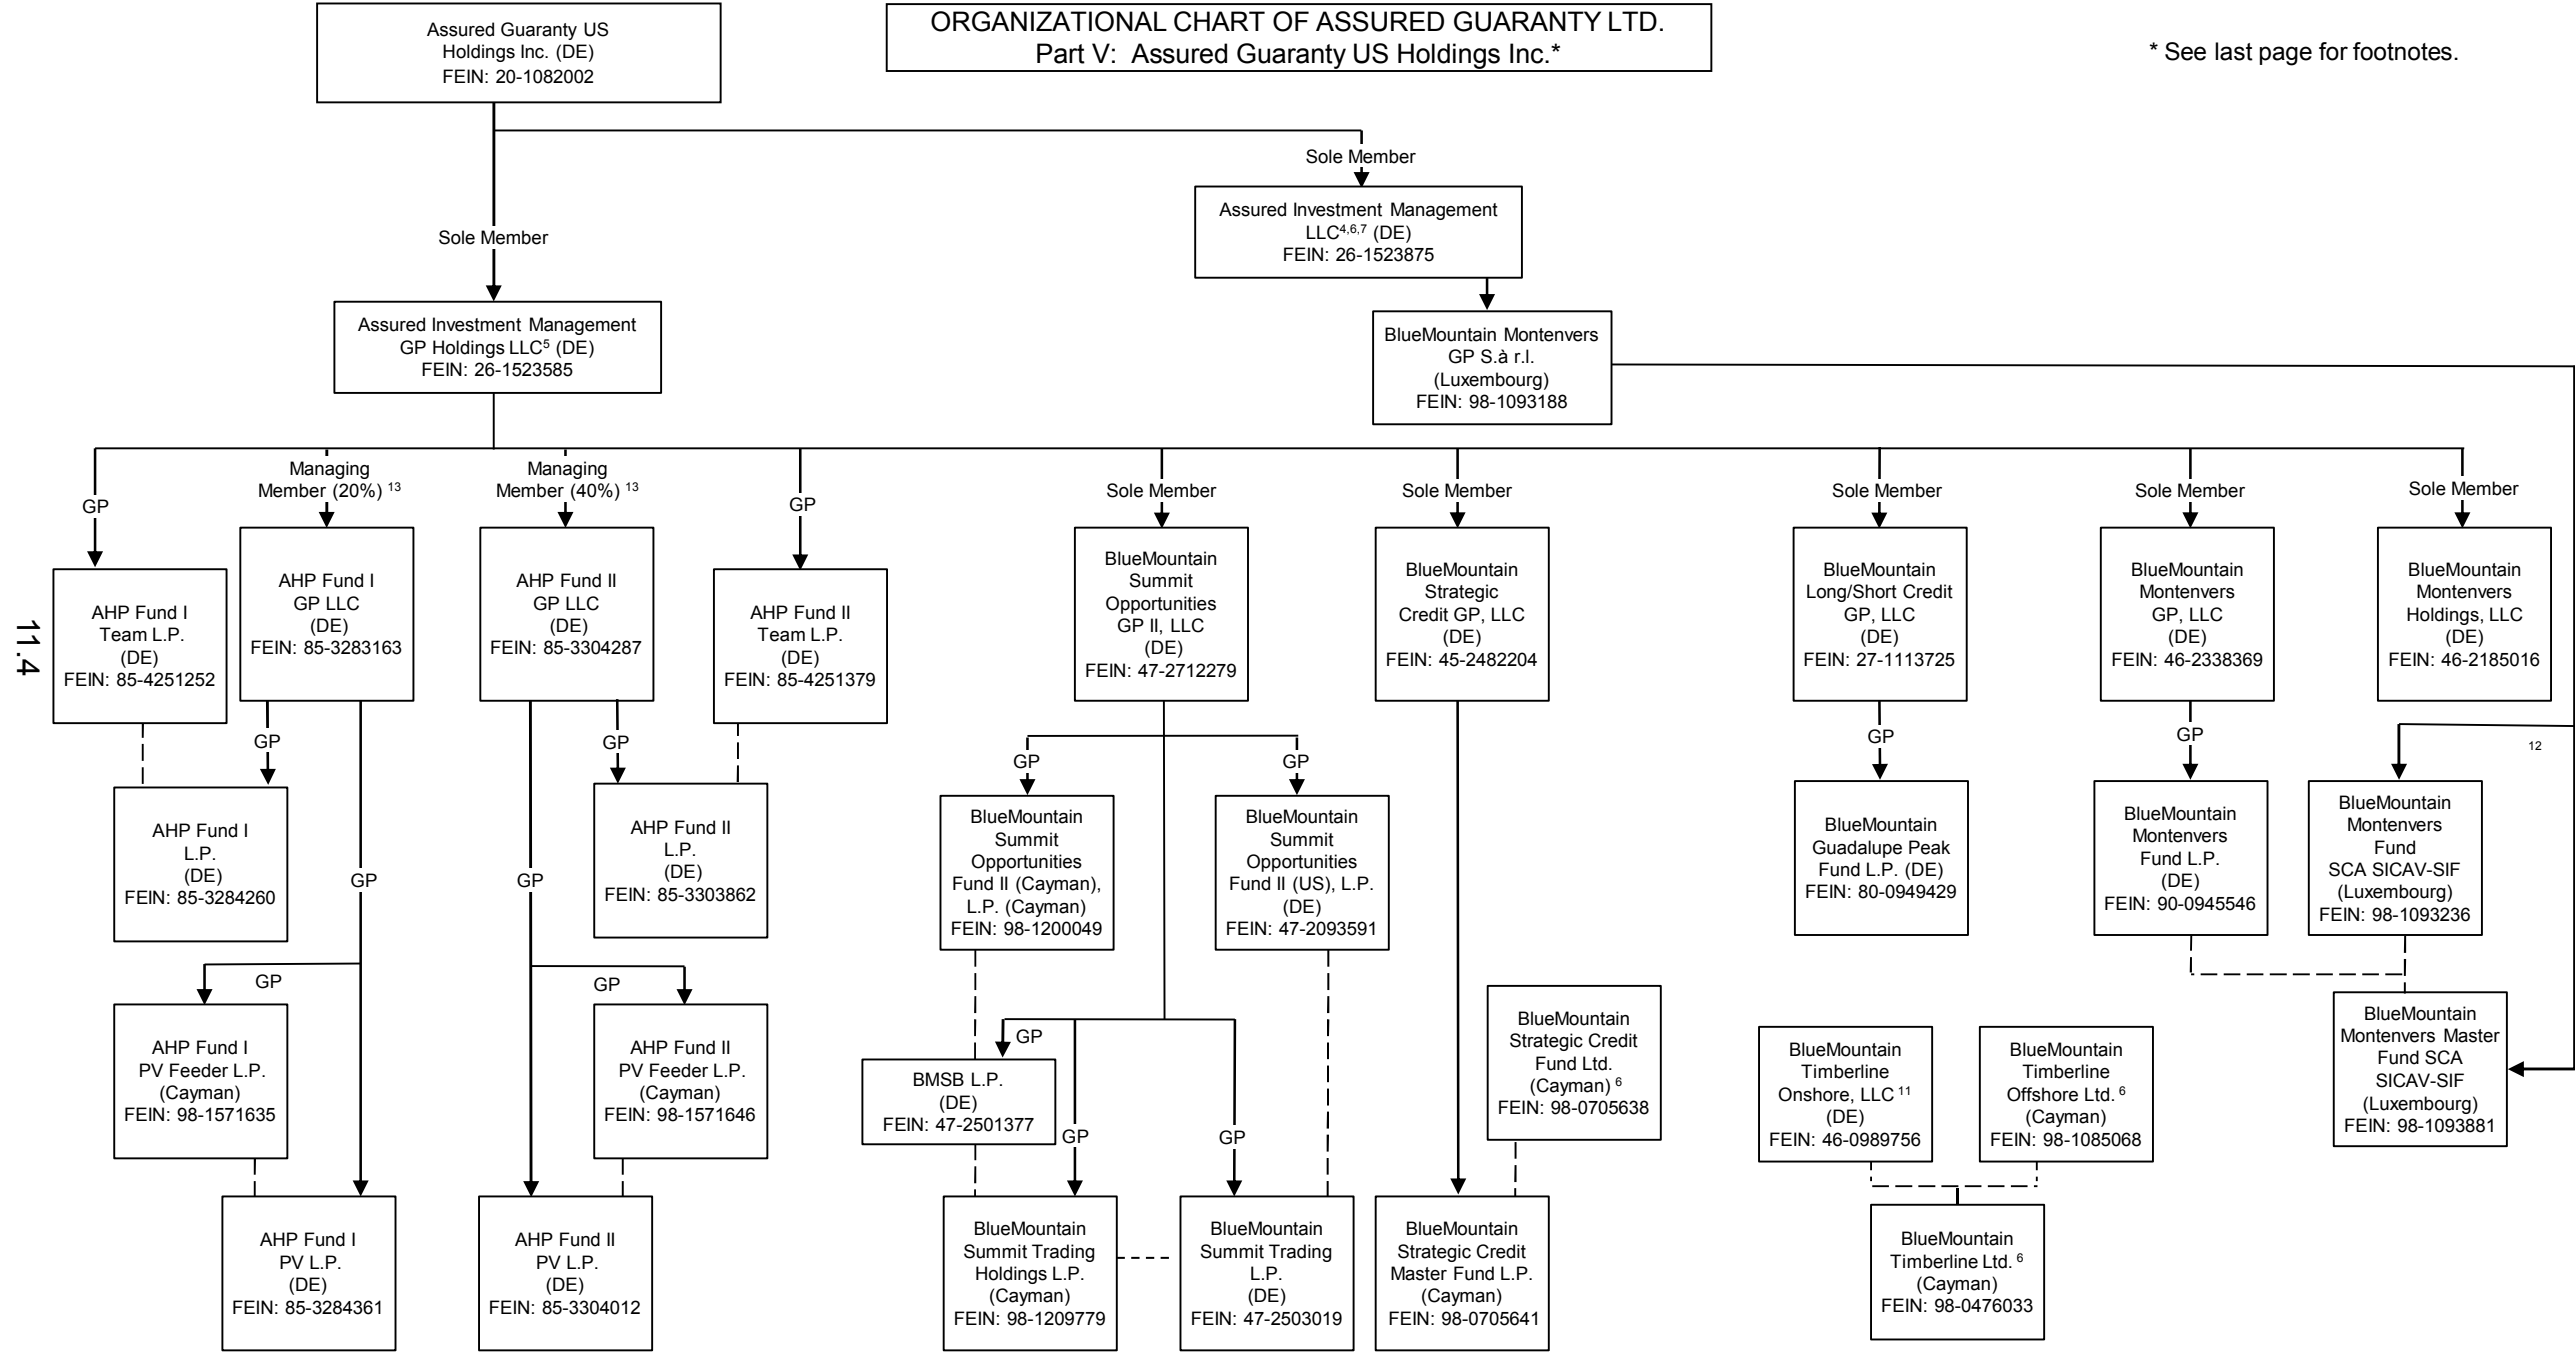 Assured Guaranty US
Holdings Inc. (DE)
FEIN: 20-1082002
ORGANIZATIONAL CHART OF ASSURED GUARANTY LTD.
Part V: Assured Guaranty US Holdings Inc.*
* See last page for footnotes.
Sole Member
Assured Investment Management
LLC4,6,7 (DE)
FEIN: 26-1523875
Sole Member
Assured Investment Management
GP Holdings LLC5 (DE)
FEIN: 26-1523585
BlueMountain Montenvers
GP S.à r.l.
(Luxembourg)
FEIN: 98-1093188
GP
Managing
Member (20%) 13
Managing
Member (40%) 13
GP
Sole Member
Sole Member
Sole Member
Sole Member
Sole Member
AHP Fund I
Team L.P.
(DE)
FEIN: 85-4251252
AHP Fund I
GP LLC
(DE)
FEIN: 85-3283163
AHP Fund II
GP LLC
(DE)
FEIN: 85-3304287
AHP Fund II
Team L.P.
(DE)
FEIN: 85-4251379
BlueMountain
Summit
Opportunities
GP II, LLC
(DE)
FEIN: 47-2712279
BlueMountain
Strategic
Credit GP, LLC
(DE)
FEIN: 45-2482204
BlueMountain
Long/Short Credit
GP, LLC
(DE)
FEIN: 27-1113725
BlueMountain
Montenvers
GP, LLC
(DE)
FEIN: 46-2338369
BlueMountain
Montenvers
Holdings, LLC
(DE)
FEIN: 46-2185016
11.4
GP
GP
GP
GP
GP
GP
12
AHP Fund I
L.P.
(DE)
FEIN: 85-3284260
GP
GP
AHP Fund II
L.P.
(DE)
FEIN: 85-3303862
BlueMountain
Summit
Opportunities
Fund II (Cayman),
L.P. (Cayman)
FEIN: 98-1200049
BlueMountain
Summit
Opportunities
Fund II (US), L.P.
(DE)
FEIN: 47-2093591
BlueMountain
Guadalupe Peak
Fund L.P. (DE)
FEIN: 80-0949429
BlueMountain
Montenvers
Fund L.P.
(DE)
FEIN: 90-0945546
BlueMountain
Montenvers
Fund
SCA SICAV-SIF
(Luxembourg)
FEIN: 98-1093236
GP
GP
AHP Fund I
PV Feeder L.P.
(Cayman)
FEIN: 98-1571635
AHP Fund II
PV Feeder L.P.
(Cayman)
FEIN: 98-1571646
GP
BMSB L.P.
(DE)
FEIN: 47-2501377
GP
GP
BlueMountain
Strategic Credit
Fund Ltd.
(Cayman) 6
FEIN: 98-0705638
BlueMountain
Timberline
Onshore, LLC 11
(DE)
FEIN: 46-0989756
BlueMountain
Timberline
Offshore Ltd. 6
(Cayman)
FEIN: 98-1085068
BlueMountain
Montenvers Master
Fund SCA
SICAV-SIF
(Luxembourg)
FEIN: 98-1093881
AHP Fund I
PV L.P.
(DE)
FEIN: 85-3284361
AHP Fund II
PV L.P.
(DE)
FEIN: 85-3304012
BlueMountain
Summit Trading
Holdings L.P.
(Cayman)
FEIN: 98-1209779
BlueMountain
Summit Trading
L.P.
(DE)
FEIN: 47-2503019
BlueMountain
Strategic Credit
Master Fund L.P.
(Cayman)
FEIN: 98-0705641
BlueMountain
Timberline Ltd. 6
(Cayman)
FEIN: 98-0476033